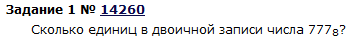 Задание 1 № 14260
Сколько единиц в двоичной записи числа 777₈?